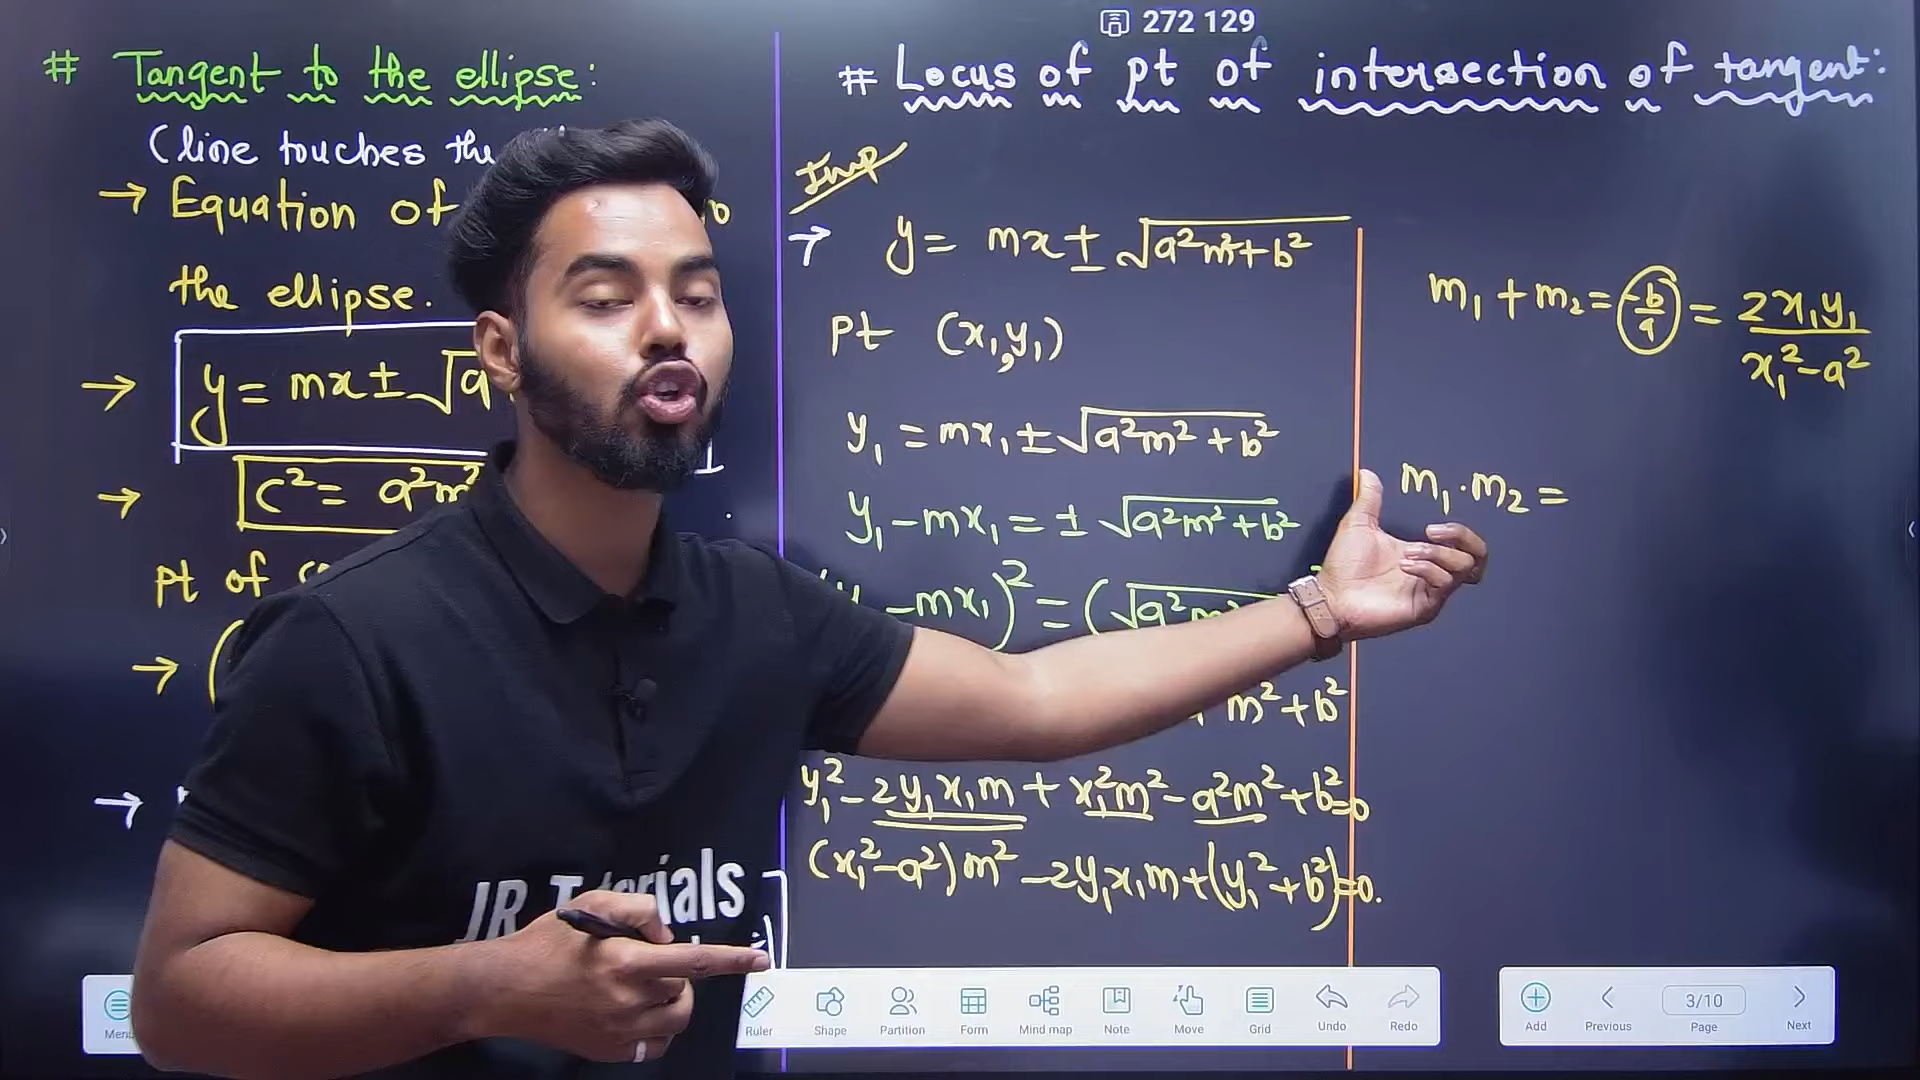 272 129
# Tangent to the ellipse:
(line touches the
→ Equation of
the ellipse.
→ y = mx ± √a
→ c² = a²m²
pt of
→ (
→
# Locus of pt of intersection of tangent:
Imp
→ y = mx ± √a²m²+b²
Pt (x₁,y₁)
y₁ = mx₁ ± √a²m² + b²
y₁ - mx₁ = ± √a²m² + b²
- mx₁)² = (√a²m
m² + b²
y₁² - 2y₁x₁m + x₁²m² - a²m² + b² = 0
(x₁² - a²)m² - 2y₁x₁m + (y₁² + b²) = 0.
m₁ + m₂ = -b/a = 2x₁y₁/x₁² - a²
m₁ . m₂ =
JR Tutorials
Ruler Shape Partition Form Mind map Note Move Grid Undo Redo
Add Previous 3/10 Page Next